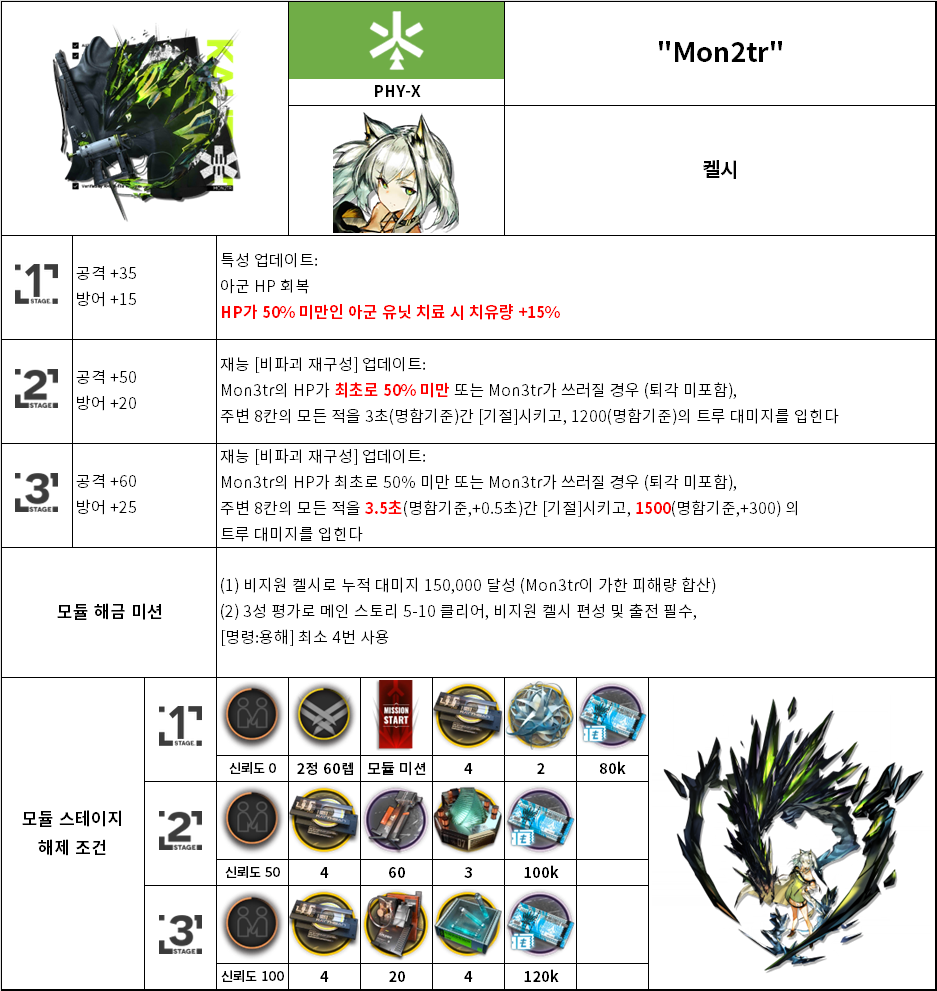 "Mon2tr"
PHY-X
켈시
KAL
MON2TR
1
STAGE.
공격 +35
방어 +15
특성 업데이트:
아군 HP 회복
HP가 50% 미만인 아군 유닛 치료 시 치유량 +15%
2
STAGE.
공격 +50
방어 +20
재능 [비파괴 재구성] 업데이트:
Mon3tr의 HP가 최초로 50% 미만 또는 Mon3tr가 쓰러질 경우 (퇴각 미포함),
주변 8칸의 모든 적을 3초(명함기준)간 [기절]시키고, 1200(명함기준)의 트루 대미지를 입힌다
3
STAGE.
공격 +60
방어 +25
재능 [비파괴 재구성] 업데이트:
Mon3tr의 HP가 최초로 50% 미만 또는 Mon3tr가 쓰러질 경우 (퇴각 미포함),
주변 8칸의 모든 적을 3.5초(명함기준,+0.5초)간 [기절]시키고, 1500(명함기준,+300) 의
트루 대미지를 입힌다
모듈 해금 미션
(1) 비지원 켈시로 누적 대미지 150,000 달성 (Mon3tr이 가한 피해량 합산)
(2) 3성 평가로 메인 스토리 5-10 클리어, 비지원 켈시 편성 및 출전 필수,
[명령:용해] 최소 4번 사용
모듈 스테이지
해제 조건
1
STAGE.
MISSION
START
신뢰도 0
2정 60렙
모듈 미션
4
2
80k
2
STAGE.
신뢰도 50
4
60
3
100k
3
STAGE.
신뢰도 100
4
20
4
120k